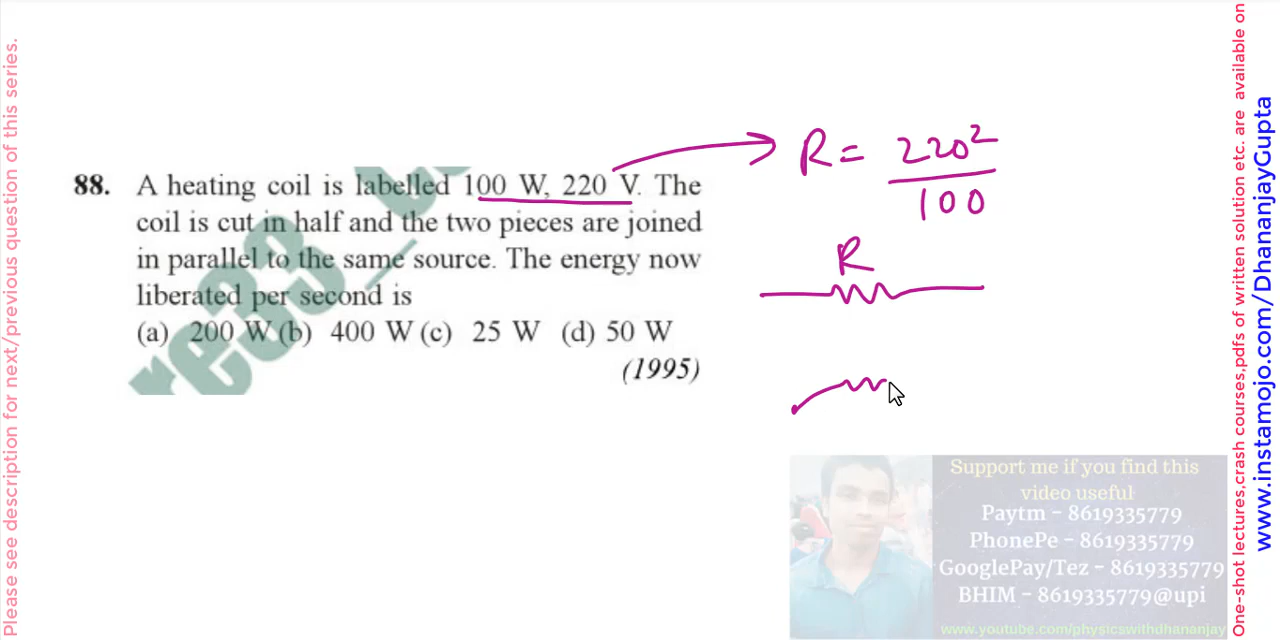 Please see description for next/previous question of this series.
88. A heating coil is labelled 100 W, 220 V. The
coil is cut in half and the two pieces are joined
in parallel to the same source. The energy now
liberated per second is
(a) 200 W (b) 400 W (c) 25 W (d) 50 W
(1995)
R = 220²
100
R
Support me if you find this
video useful
Paytm - 8619335779
PhonePe - 8619335779
GooglePay/Tez - 8619335779
BHIM - 8619335779@upi
www.youtube.com/physicswithdhananjay
One-shot lectures,crash courses,pdfs of written solution etc. are available on
www.instamojo.com/DhananjayGupta